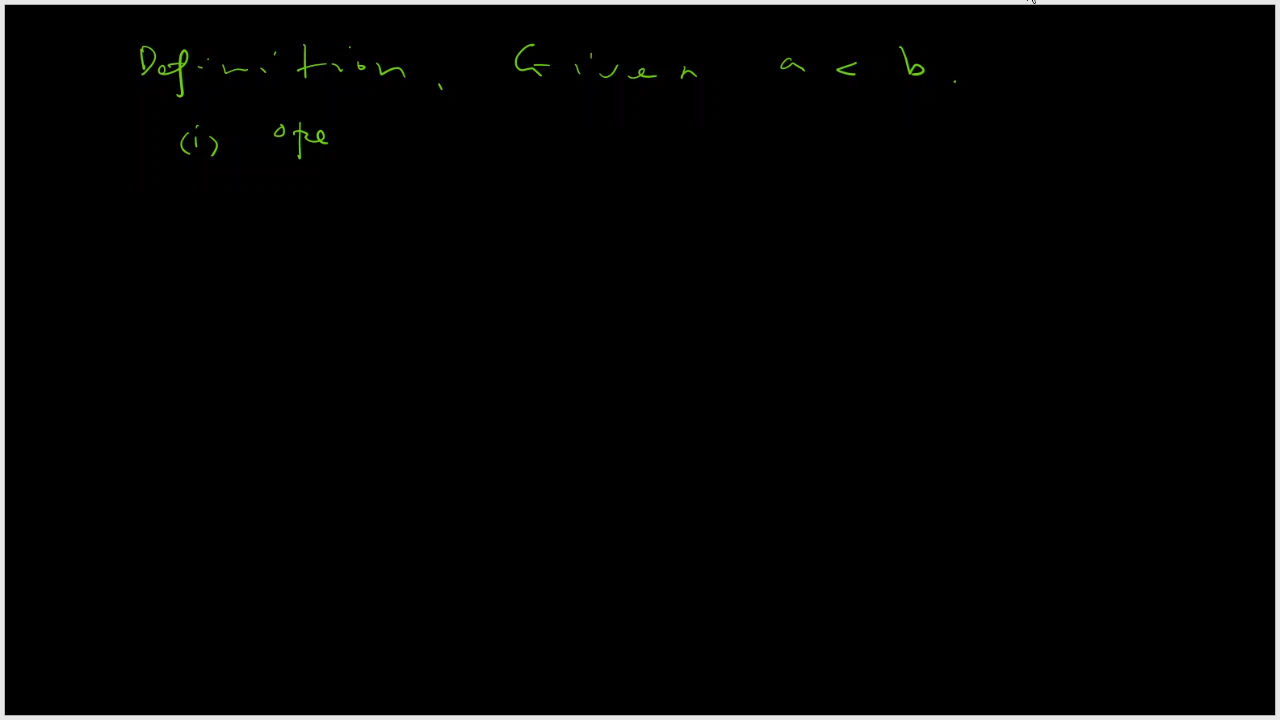 Definition. Given a < b.
(i) ope